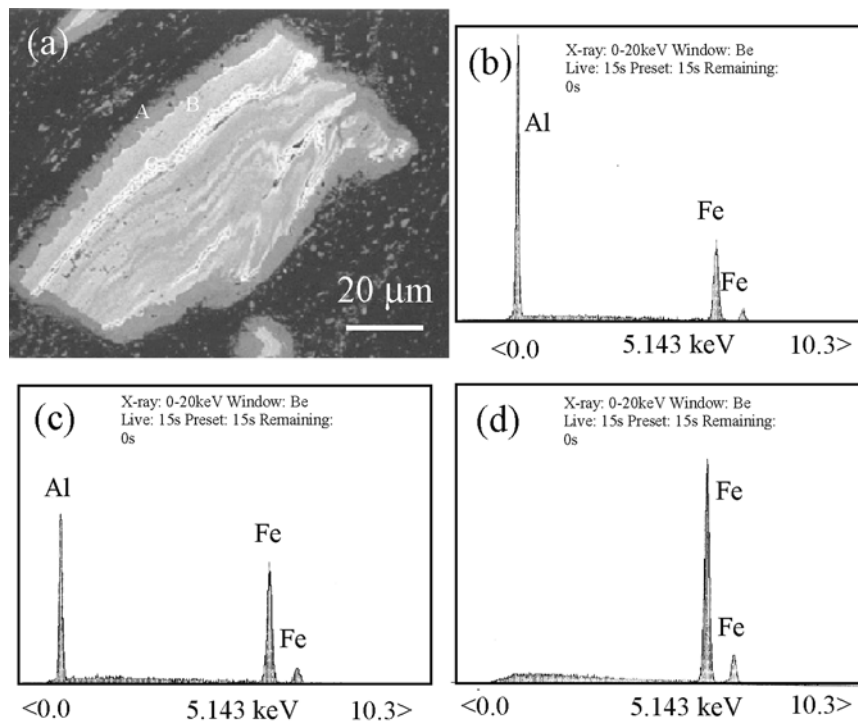 (a)
A
B
20 μm
(b)
X-ray: 0-20keV Window: Be
Live: 15s Preset: 15s Remaining:
0s
Al
Fe
Fe
<0.0 5.143 keV 10.3>
(c)
X-ray: 0-20keV Window: Be
Live: 15s Preset: 15s Remaining:
0s
Al
Fe
Fe
<0.0 5.143 keV 10.3>
(d)
X-ray: 0-20keV Window: Be
Live: 15s Preset: 15s Remaining:
0s
Fe
Fe
<0.0 5.143 keV 10.3>